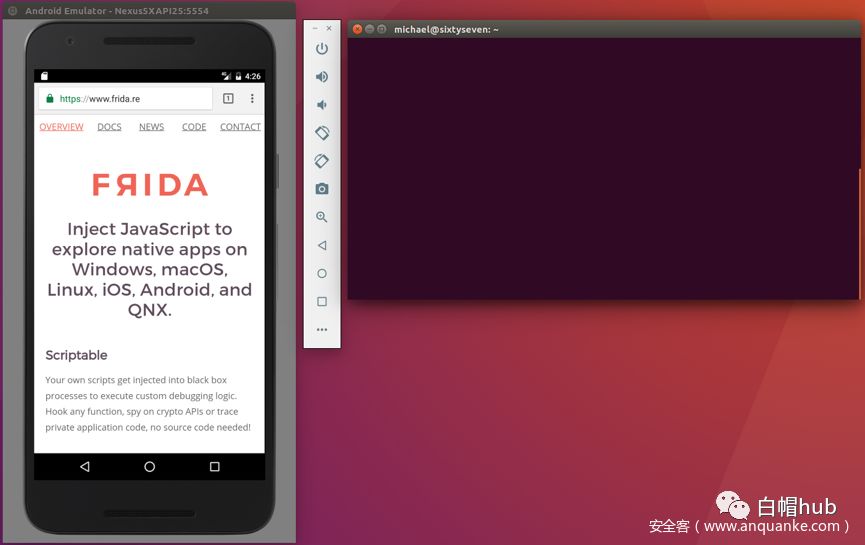 Android Emulator - Nexus5XAPI25:5554
4:26
https://www.frida.re
1
OVERVIEW DOCS NEWS CODE CONTACT
FЯIDA
Inject JavaScript to
explore native apps on
Windows, macOS,
Linux, iOS, Android, and
QNX.
Scriptable
Your own scripts get injected into black box
processes to execute custom debugging logic.
Hook any function, spy on crypto APIs or trace
private application code, no source code needed!
michael@sixtyseven: ~
白帽hub
安全客（www.anquanke.com）